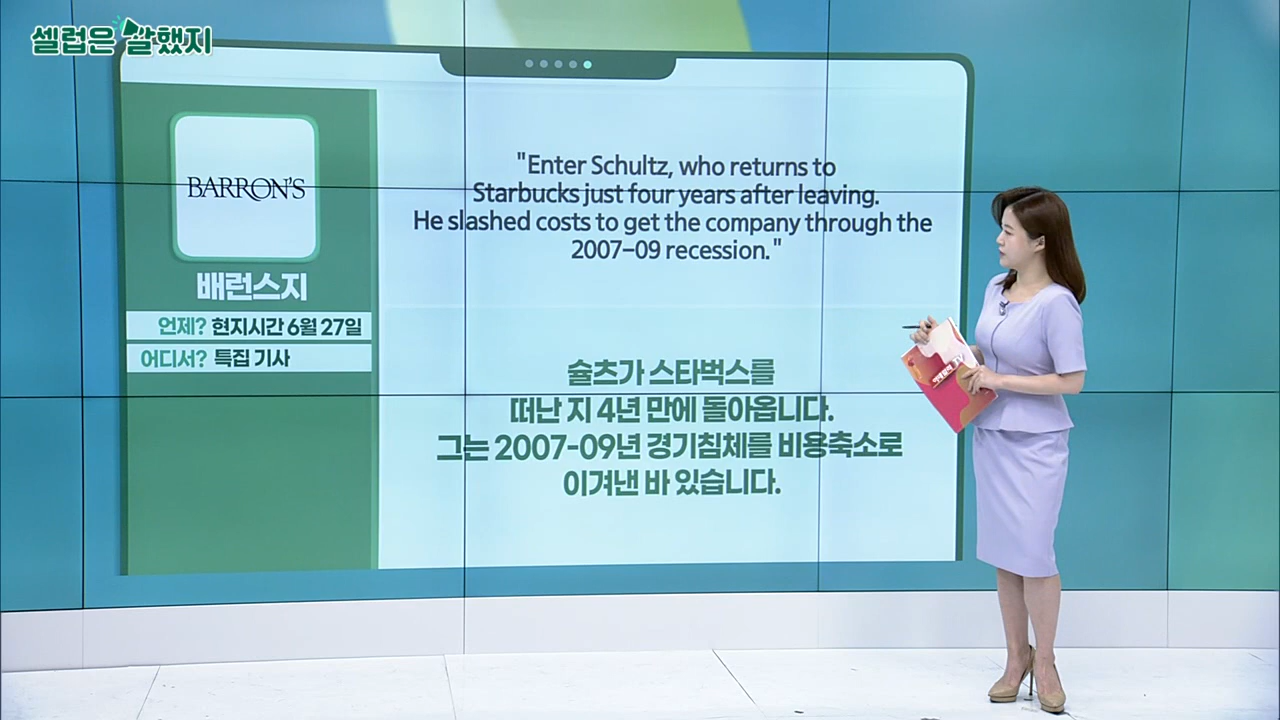 셀럽은 말했지
BARRON'S
배런스지
언제? 현지시간 6월 27일
어디서? 특집 기사
"Enter Schultz, who returns to
Starbucks just four years after leaving.
He slashed costs to get the company through the
2007-09 recession."
슐츠가 스타벅스를
떠난 지 4년 만에 돌아옵니다.
그는 2007-09년 경기침체를 비용축소로
이겨낸 바 있습니다.